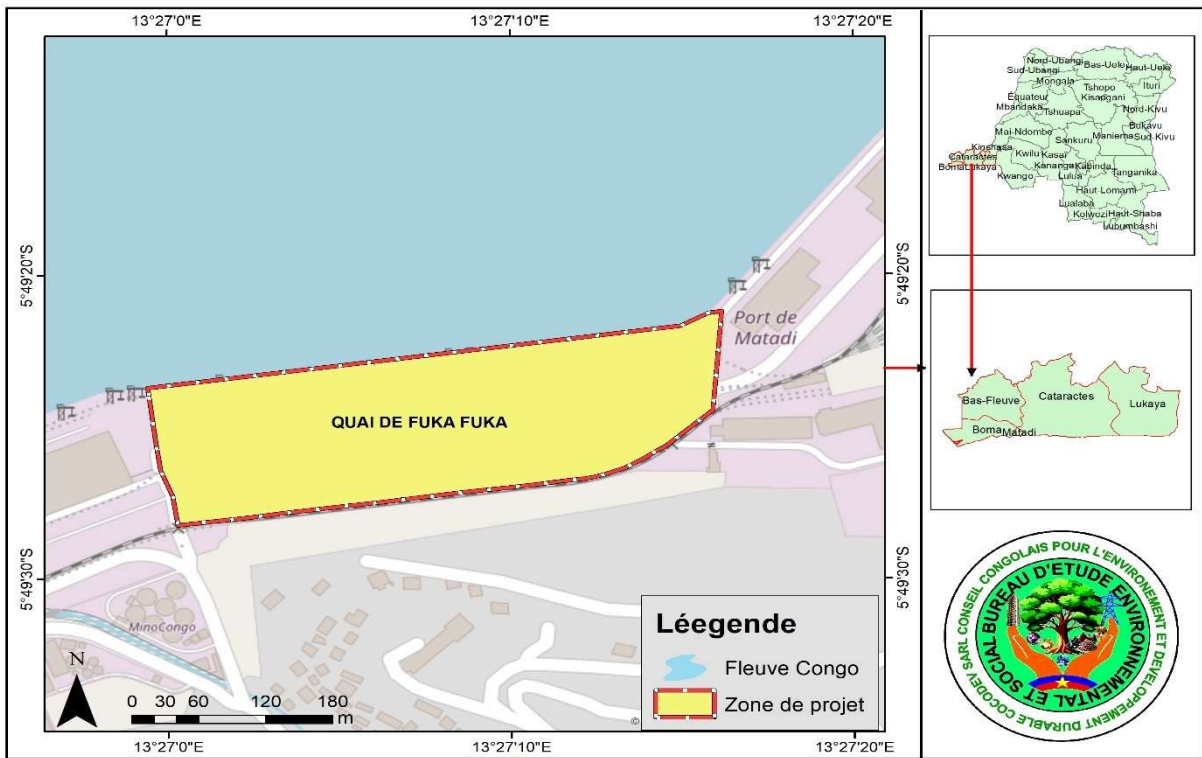 13°27'0"E
13°27'10"E
13°27'20"E
5°49'20"S
5°49'20"S
Port de
Matadi
QUAI DE FUKA FUKA
5°49'30"S
5°49'30"S
MinoCongo
N
0 30 60 120 180
m
Léegende
Fleuve Congo
Zone de projet
©
13°27'0"E
13°27'10"E
13°27'20"E
Nord-Ubangi
Bas-Uele
Haut-Uele
Sud-Ubangi
Mongala
Tshopo
Ituri
Équateur
Kisangani
Mbandaka
Tshuapa
Nord-Kivu
Bukavu
Mai-Ndombe
Maniema
Sud-Kivu
Sankuru
Kinshasa
Cataractes
Kwilu
Kasaï
Boma
Lukaya
Kananga
Kabinda
Tanganika
Kwango
Lulua
Haut-Lomami
Lualaba
Kolwezi
Haut-Shaba
Lubumbashi
Bas-Fleuve
Cataractes
Lukaya
Boma
Matadi
COCODEV SARL CONSEIL CONGOLAIS POUR L'ENVIRONEMENT ET DEVELOPPEMENT DURABLE
BUREAU D'ETUDE ENVIRONNEMENTAL ET SOCIAL